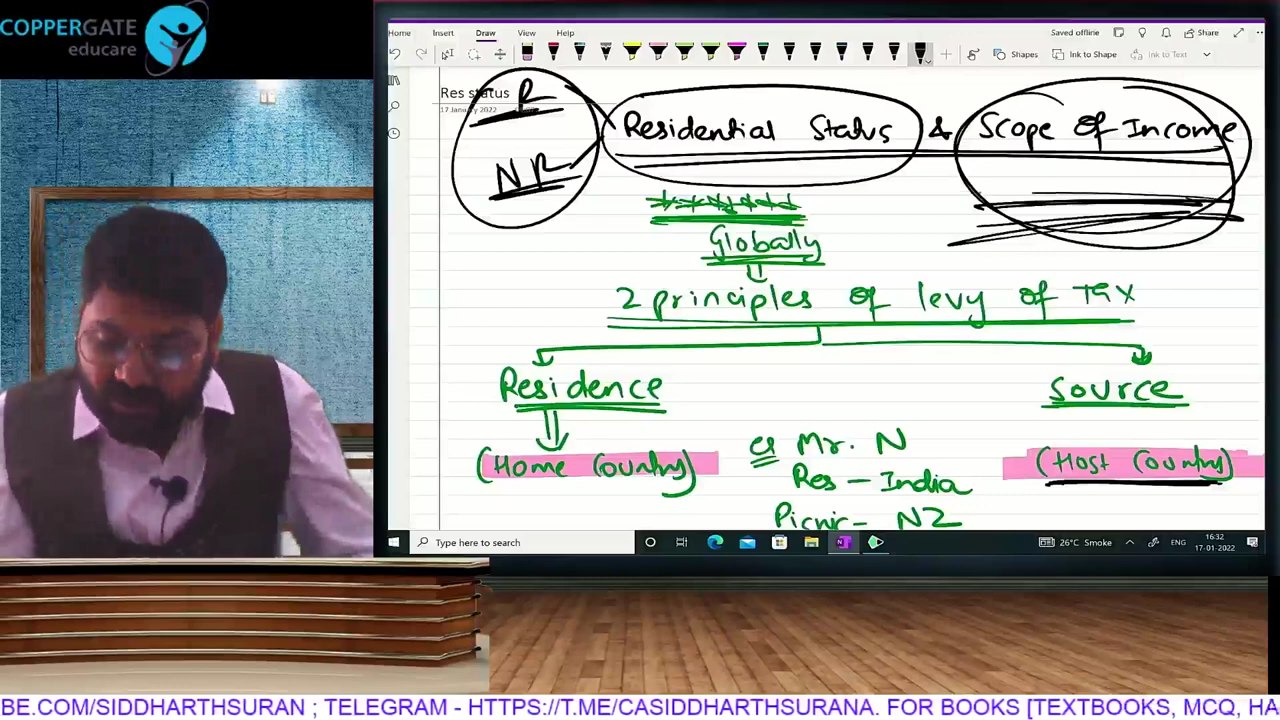 COPPERGATE
educare
Home Insert Draw View Help
Saved offline Share
Shapes Ink to Shape Ink to Text
Res status
17 January 2022
R
NR
Residential Status & Scope of Income
Globally
2 principles of levy of Tax
Residence
Source
(Home Country)
eg Mr. N
(Host Country)
Res - India
Picnic - NZ
Type here to search
26°C Smoke
ENG
16:32
17-01-2022
BE.COM/SIDDHARTHSURAN ; TELEGRAM - HTTPS://T.ME/CASIDDHARTHSURANA. FOR BOOKS [TEXTBOOKS, MCQ, HA